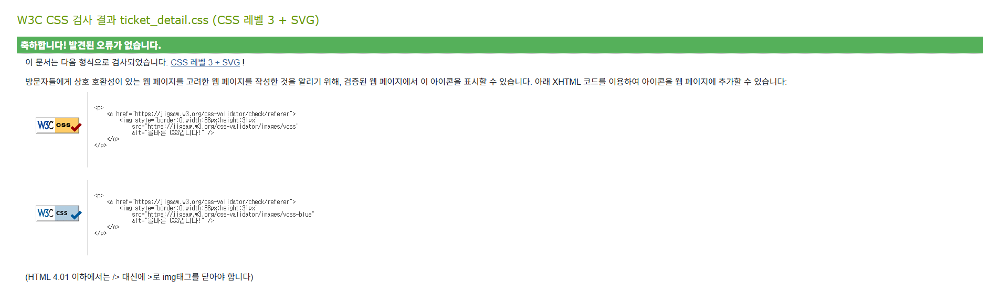 W3C CSS 검사 결과 ticket_detail.css (CSS 레벨 3 + SVG)
축하합니다! 발견된 오류가 없습니다.
이 문서는 다음 형식으로 검사되었습니다: CSS 레벨 3 + SVG !
방문자들에게 상호 호환성이 있는 웹 페이지를 고려한 웹 페이지를 작성한 것을 알리기 위해, 검증된 웹 페이지에서 이 아이콘을 표시할 수 있습니다. 아래 XHTML 코드를 이용하여 아이콘을 웹 페이지에 추가할 수 있습니다:
W3C css
<p>
<a href="https://jigsaw.w3.org/css-validator/check/referer">
<img style="border:0;width:88px;height:31px"
src="https://jigsaw.w3.org/css-validator/images/vcss"
alt="올바른 CSS입니다!" />
</a>
</p>
W3C css
<p>
<a href="https://jigsaw.w3.org/css-validator/check/referer">
<img style="border:0;width:88px;height:31px"
src="https://jigsaw.w3.org/css-validator/images/vcss-blue"
alt="올바른 CSS입니다!" />
</a>
</p>
(HTML 4.01 이하에서는 /> 대신에 >로 img태그를 닫아야 합니다)